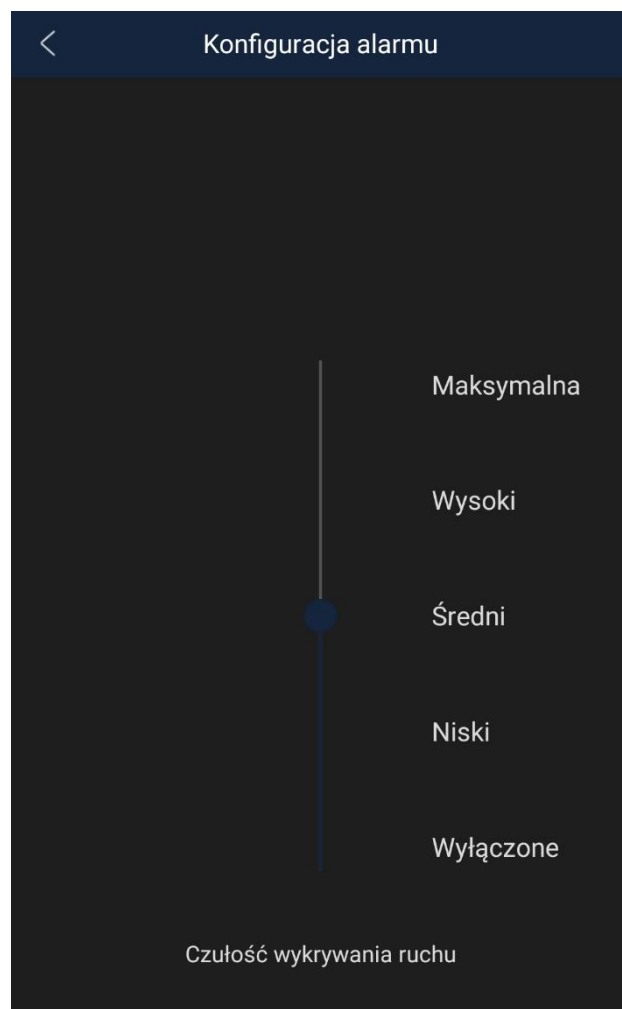 Konfiguracja alarmu
Maksymalna
Wysoki
Średni
Niski
Wyłączone
Czułość wykrywania ruchu